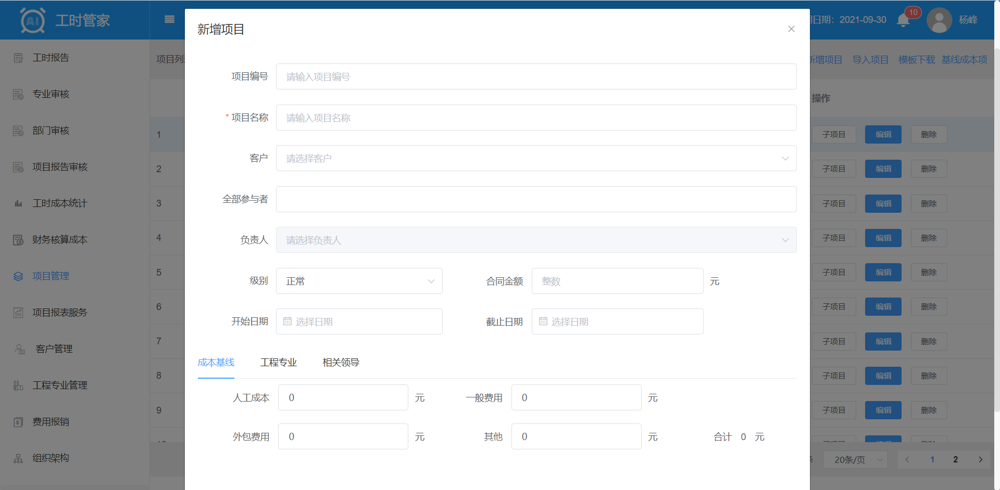 AI 工时管家
期日期：2021-09-30 10 杨峰
新增项目
工时报告
专业审核
部门审核
项目报告审核
工时成本统计
财务核算成本
项目管理
项目报表服务
客户管理
工程专业管理
费用报销
组织架构
项目列表
新增项目 导入项目 模板下载 基线成本项
操作
1
2
3
4
5
6
7
8
9
项目编号 请输入项目编号
* 项目名称 请输入项目名称
客户 请选择客户
全部参与者
负责人 请选择负责人
级别 正常 合同金额 整数 元
开始日期 选择日期 截止日期 选择日期
成本基线 工程专业 相关领导
人工成本 0 元 一般费用 0 元
外包费用 0 元 其他 0 元 合计 0 元
子项目 编辑 删除
子项目 编辑 删除
子项目 编辑 删除
子项目 编辑 删除
子项目 编辑 删除
子项目 编辑 删除
子项目 编辑 删除
子项目 编辑 删除
子项目 编辑 删除
条 20条/页 1 2